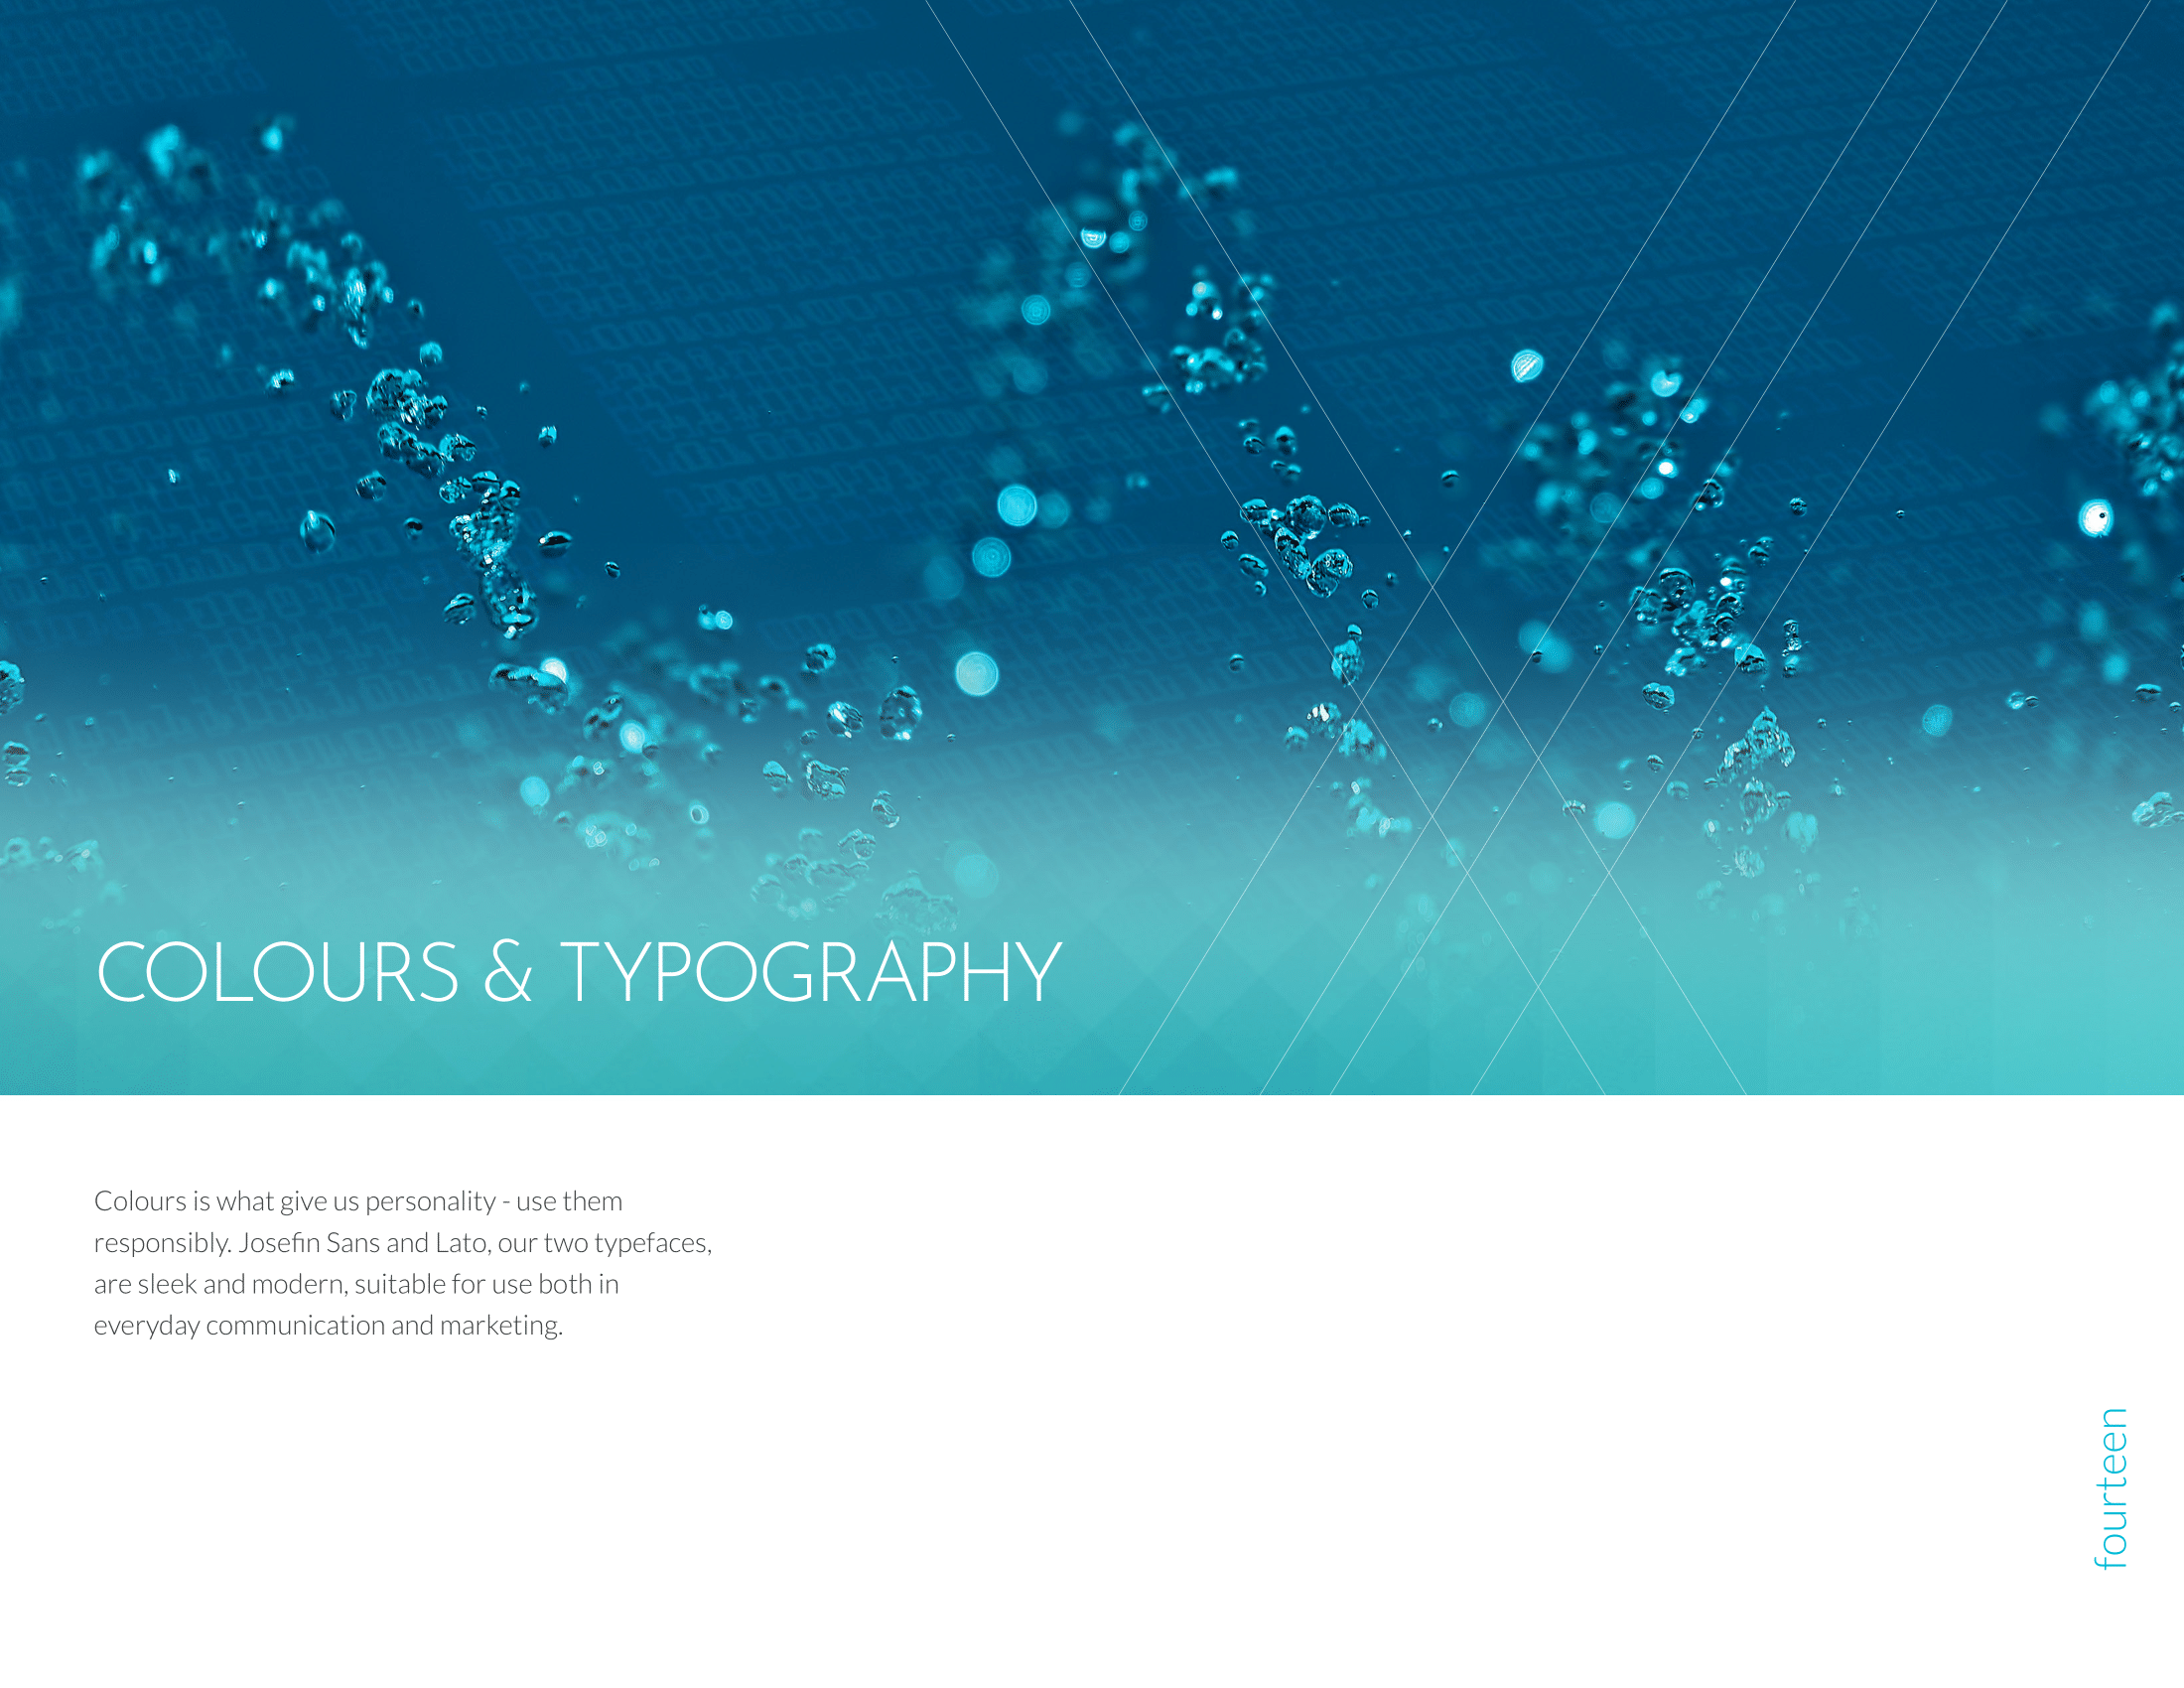 COLOURS & TYPOGRAPHY
Colours is what give us personality - use them
responsibly. Josefin Sans and Lato, our two typefaces,
are sleek and modern, suitable for use both in
everyday communication and marketing.
fourteen